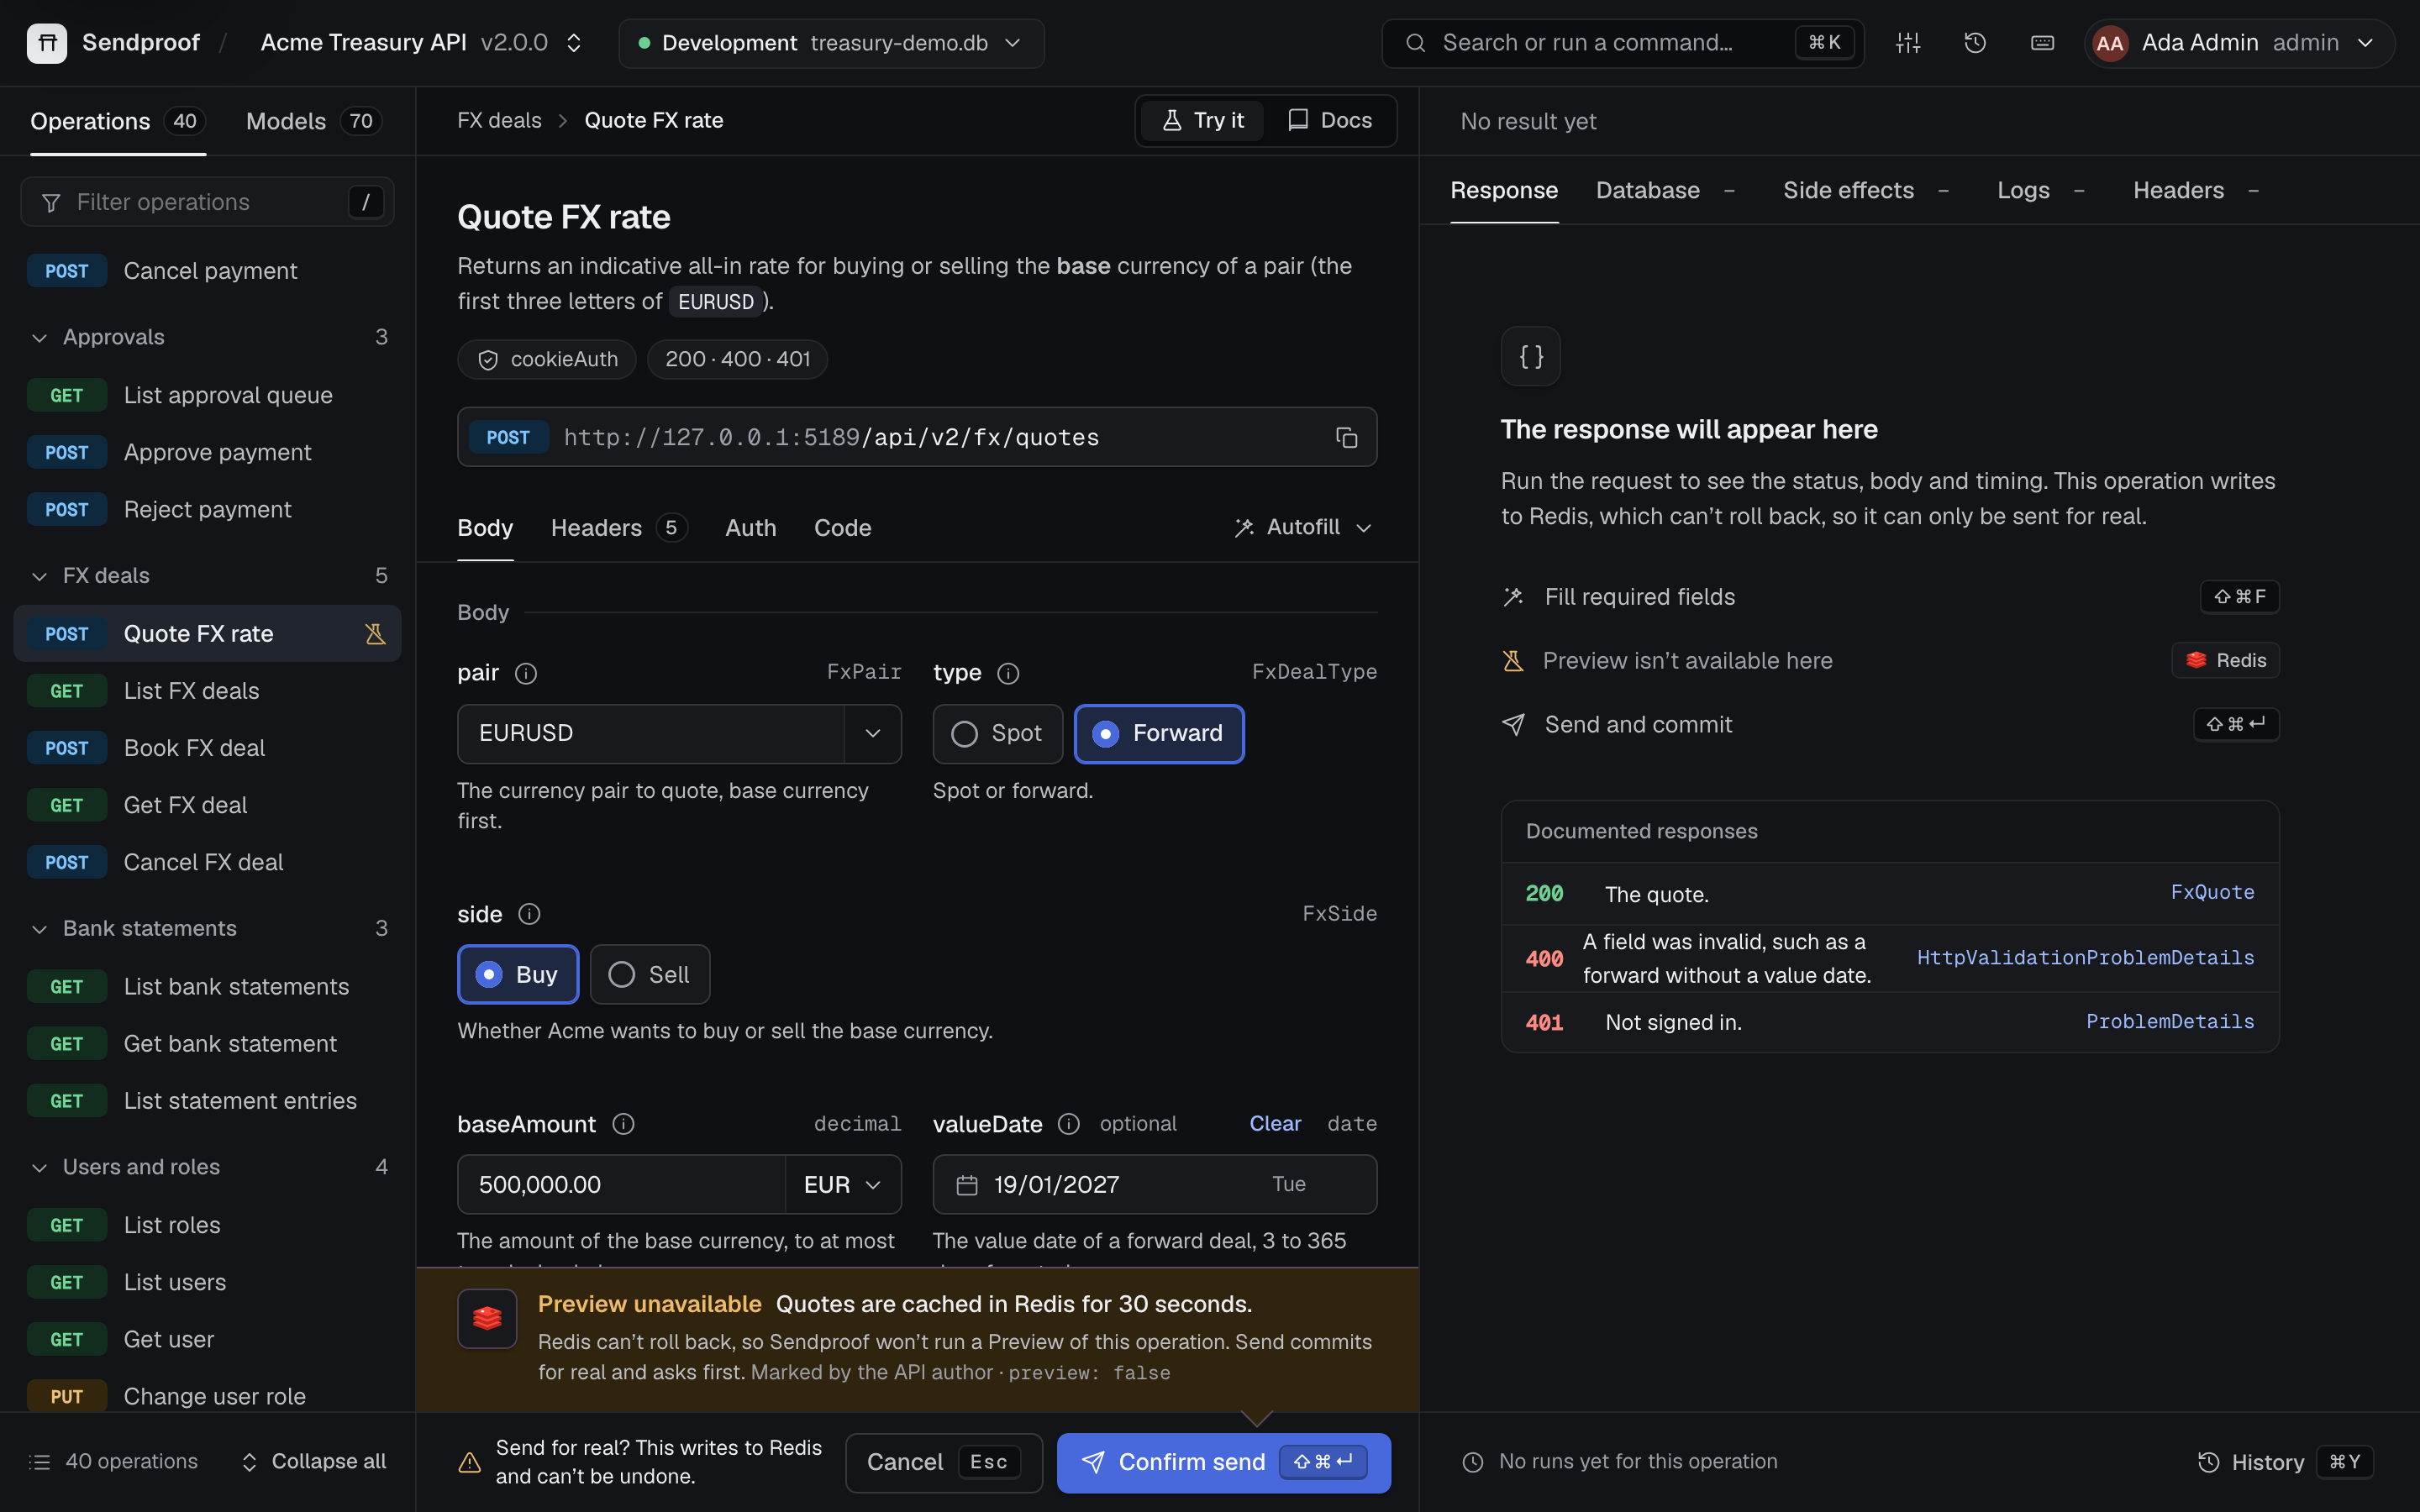 Sendproof / Acme Treasury API v2.0.0
Development treasury-demo.db
Search or run a command… ⌘K
AA Ada Admin admin
Operations 40 Models 70
Filter operations /
POST Cancel payment
Approvals 3
GET List approval queue
POST Approve payment
POST Reject payment
FX deals 5
POST Quote FX rate
GET List FX deals
POST Book FX deal
GET Get FX deal
POST Cancel FX deal
Bank statements 3
GET List bank statements
GET Get bank statement
GET List statement entries
Users and roles 4
GET List roles
GET List users
GET Get user
PUT Change user role
40 operations Collapse all
FX deals > Quote FX rate
Try it Docs
Quote FX rate
Returns an indicative all-in rate for buying or selling the base currency of a pair (the
first three letters of EURUSD).
cookieAuth 200 · 400 · 401
POST http://127.0.0.1:5189/api/v2/fx/quotes
Body Headers 5 Auth Code Autofill
Body
pair FxPair
EURUSD
The currency pair to quote, base currency
first.
type FxDealType
Spot Forward
Spot or forward.
side FxSide
Buy Sell
Whether Acme wants to buy or sell the base currency.
baseAmount decimal
500,000.00 EUR
The amount of the base currency, to at most
valueDate optional Clear date
19/01/2027 Tue
The value date of a forward deal, 3 to 365
Preview unavailable Quotes are cached in Redis for 30 seconds.
Redis can’t roll back, so Sendproof won’t run a Preview of this operation. Send commits
for real and asks first. Marked by the API author · preview: false
Send for real? This writes to Redis
and can’t be undone.
Cancel Esc
Confirm send ⇧⌘↵
No result yet
Response Database – Side effects – Logs – Headers –
{ }
The response will appear here
Run the request to see the status, body and timing. This operation writes
to Redis, which can’t roll back, so it can only be sent for real.
Fill required fields ⇧⌘F
Preview isn’t available here Redis
Send and commit ⇧⌘↵
Documented responses
200 The quote. FxQuote
400 A field was invalid, such as a
forward without a value date. HttpValidationProblemDetails
401 Not signed in. ProblemDetails
No runs yet for this operation
History ⌘Y